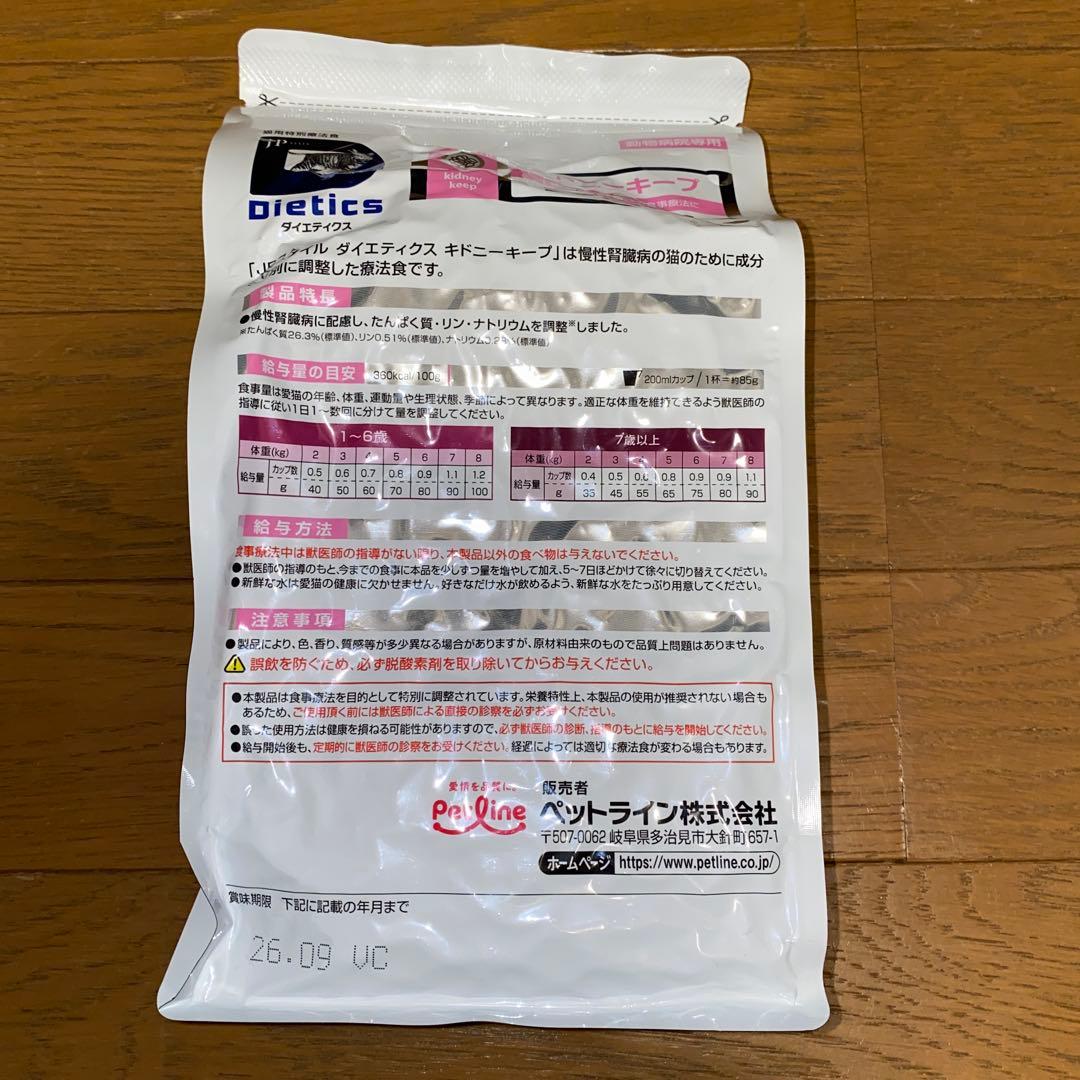 猫用特別療法食
動物病院専用
JP
kidney
keep
ニーキープ
食事療法に
Dietics
ダイエティクス
タイル ダイエティクス キドニーキープ」は慢性腎臓病の猫のために成分
別に調整した療法食です。
製品特長
●慢性腎臓病に配慮し、たんぱく質・リン・ナトリウムを調整※しました。
※たんぱく質26.3%(標準値)、リン0.51%(標準値)、ナトリウム(標準値)
給与量の目安 360kcal/100g 200mlカップ/1杯=約85g
食事量は愛猫の年齢、体重、運動量や生理状態、季節によって異なります。適正な体重を維持できるよう獣医師の
指導に従い1日1〜数回に分けて量を調整してください。
1〜6歳
体重(kg) 2 3 4 5 6 7 8
給与量 カップ数 0.5 0.6 0.7 0.8 0.9 1.1 1.2
g 40 50 60 70 80 90 100
7歳以上
体重(kg) 2 3 4 5 6 7 8
給与量 カップ数 0.4 0.5 0.6 0.8 0.9 0.9 1.1
g 35 45 55 65 75 80 90
給与方法
食事療法中は獣医師の指導がない限り、本製品以外の食べ物は与えないでください。
●獣医師の指導のもと、今までの食事に本品を少しずつ量を増やして加え、5〜7日ほどかけて徐々に切り替えてください。
●新鮮な水は愛猫の健康に欠かせません。好きなだけ水が飲めるよう、新鮮な水をたっぷり用意してください。
注意事項
●製品により、色、香り、質感等が多少異なる場合がありますが、原材料由来のもので品質上問題はありません。
誤飲を防ぐため、必ず脱酸素剤を取り除いてからお与えください。
●本製品は食事療法を目的として特別に調整されています。栄養特性上、本製品の使用が推奨されない場合も
あるため、ご使用頂く前には獣医師による直接の診察を必ずお受けください。
●誤った使用方法は健康を損ねる可能性がありますので、必ず獣医師の診断、指導のもとに給与を開始してください。
●給与開始後も、定期的に獣医師の診察をお受けください。経過によっては適切な療法食が変わる場合もあります。
愛情を品質に。
Petline
販売者
ペットライン株式会社
〒507-0062 岐阜県多治見市大針町657-1
ホームページ https://www.petline.co.jp/
賞味期限 下記に記載の年月まで
26.09 VC